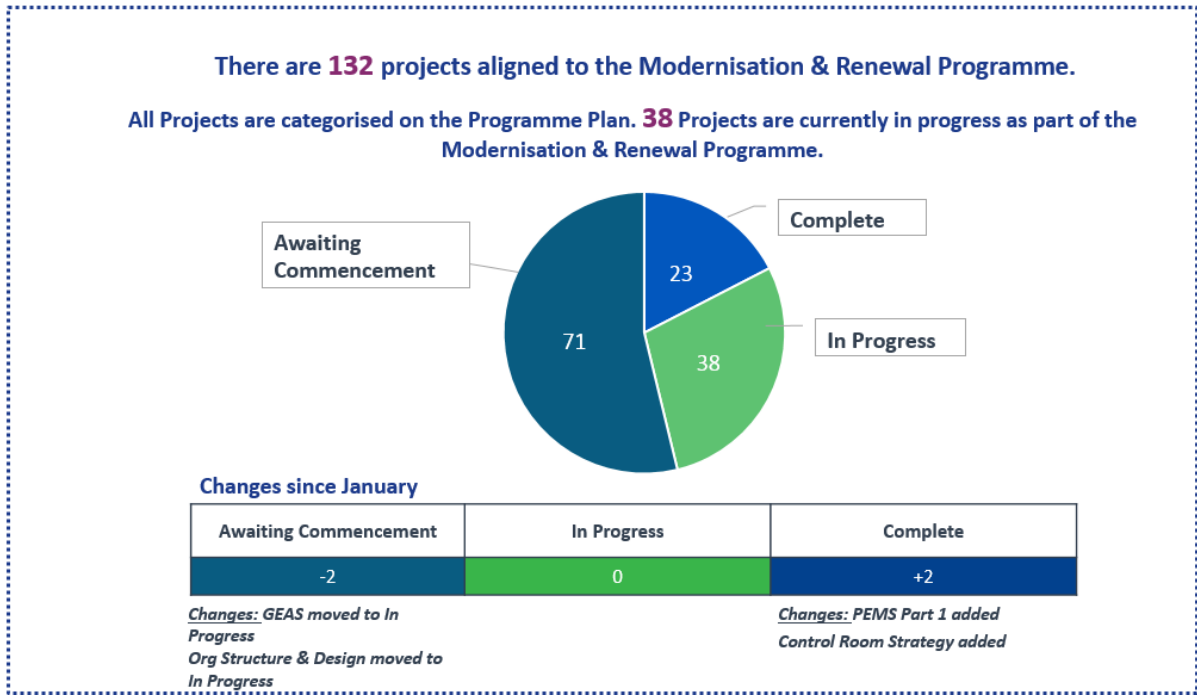 There are 132 projects aligned to the Modernisation & Renewal Programme.
All Projects are categorised on the Programme Plan. 38 Projects are currently in progress as part of the
Modernisation & Renewal Programme.
Awaiting
Commencement
Complete
In Progress
23
71
38
Changes since January
Awaiting Commencement
In Progress
Complete
-2
0
+2
Changes: GEAS moved to In
Progress
Org Structure & Design moved to
In Progress
Changes: PEMS Part 1 added
Control Room Strategy added